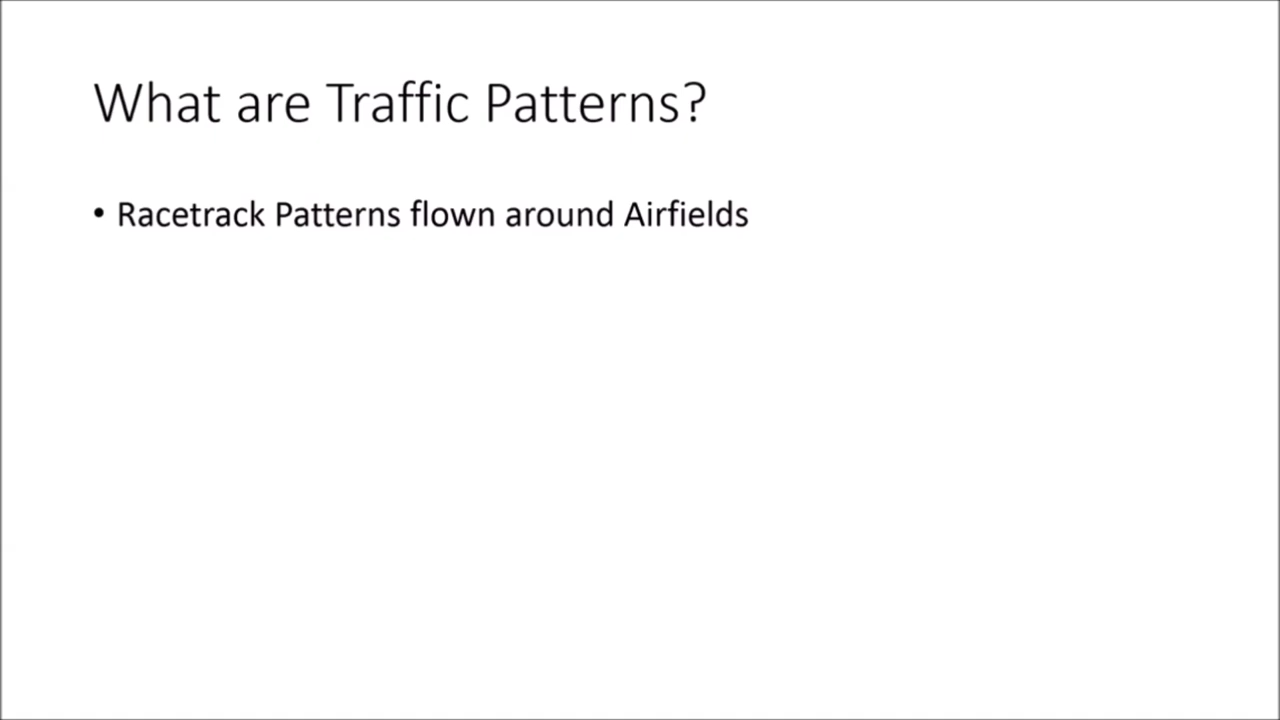 What are Traffic Patterns?
• Racetrack Patterns flown around Airfields